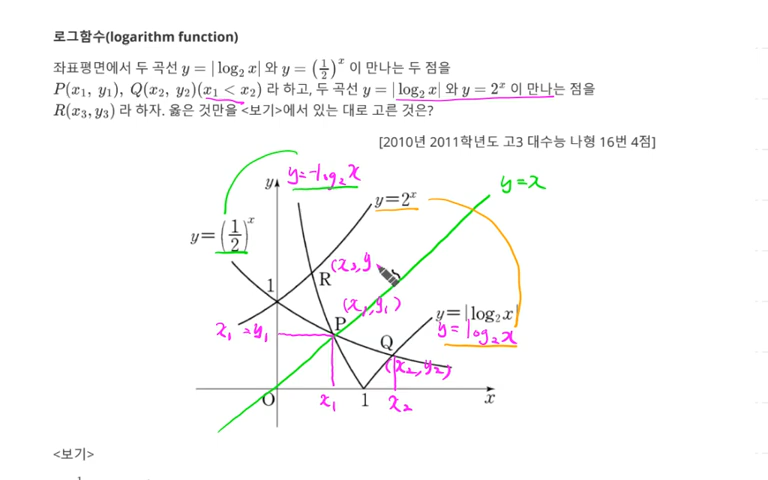 로그함수(logarithm function)
좌표평면에서 두 곡선 y = |log₂ x| 와 y = (1/2)^x 이 만나는 두 점을
P(x₁, y₁), Q(x₂, y₂)(x₁ < x₂) 라 하고, 두 곡선 y = |log₂ x| 와 y = 2^x 이 만나는 점을
R(x₃, y₃) 라 하자. 옳은 것만을 <보기>에서 있는 대로 고른 것은?
[2010년 2011학년도 고3 대수능 나형 16번 4점]
y y=-log₂x
y=x
y=2^x
y=(1/2)^x
R (x₃, y
1
(x₁, y₁)
y=|log₂x|
x₁=y₁ P
y=log₂x
Q
(x₂, y₂)
O x₁ 1 x₂ x
<보기>